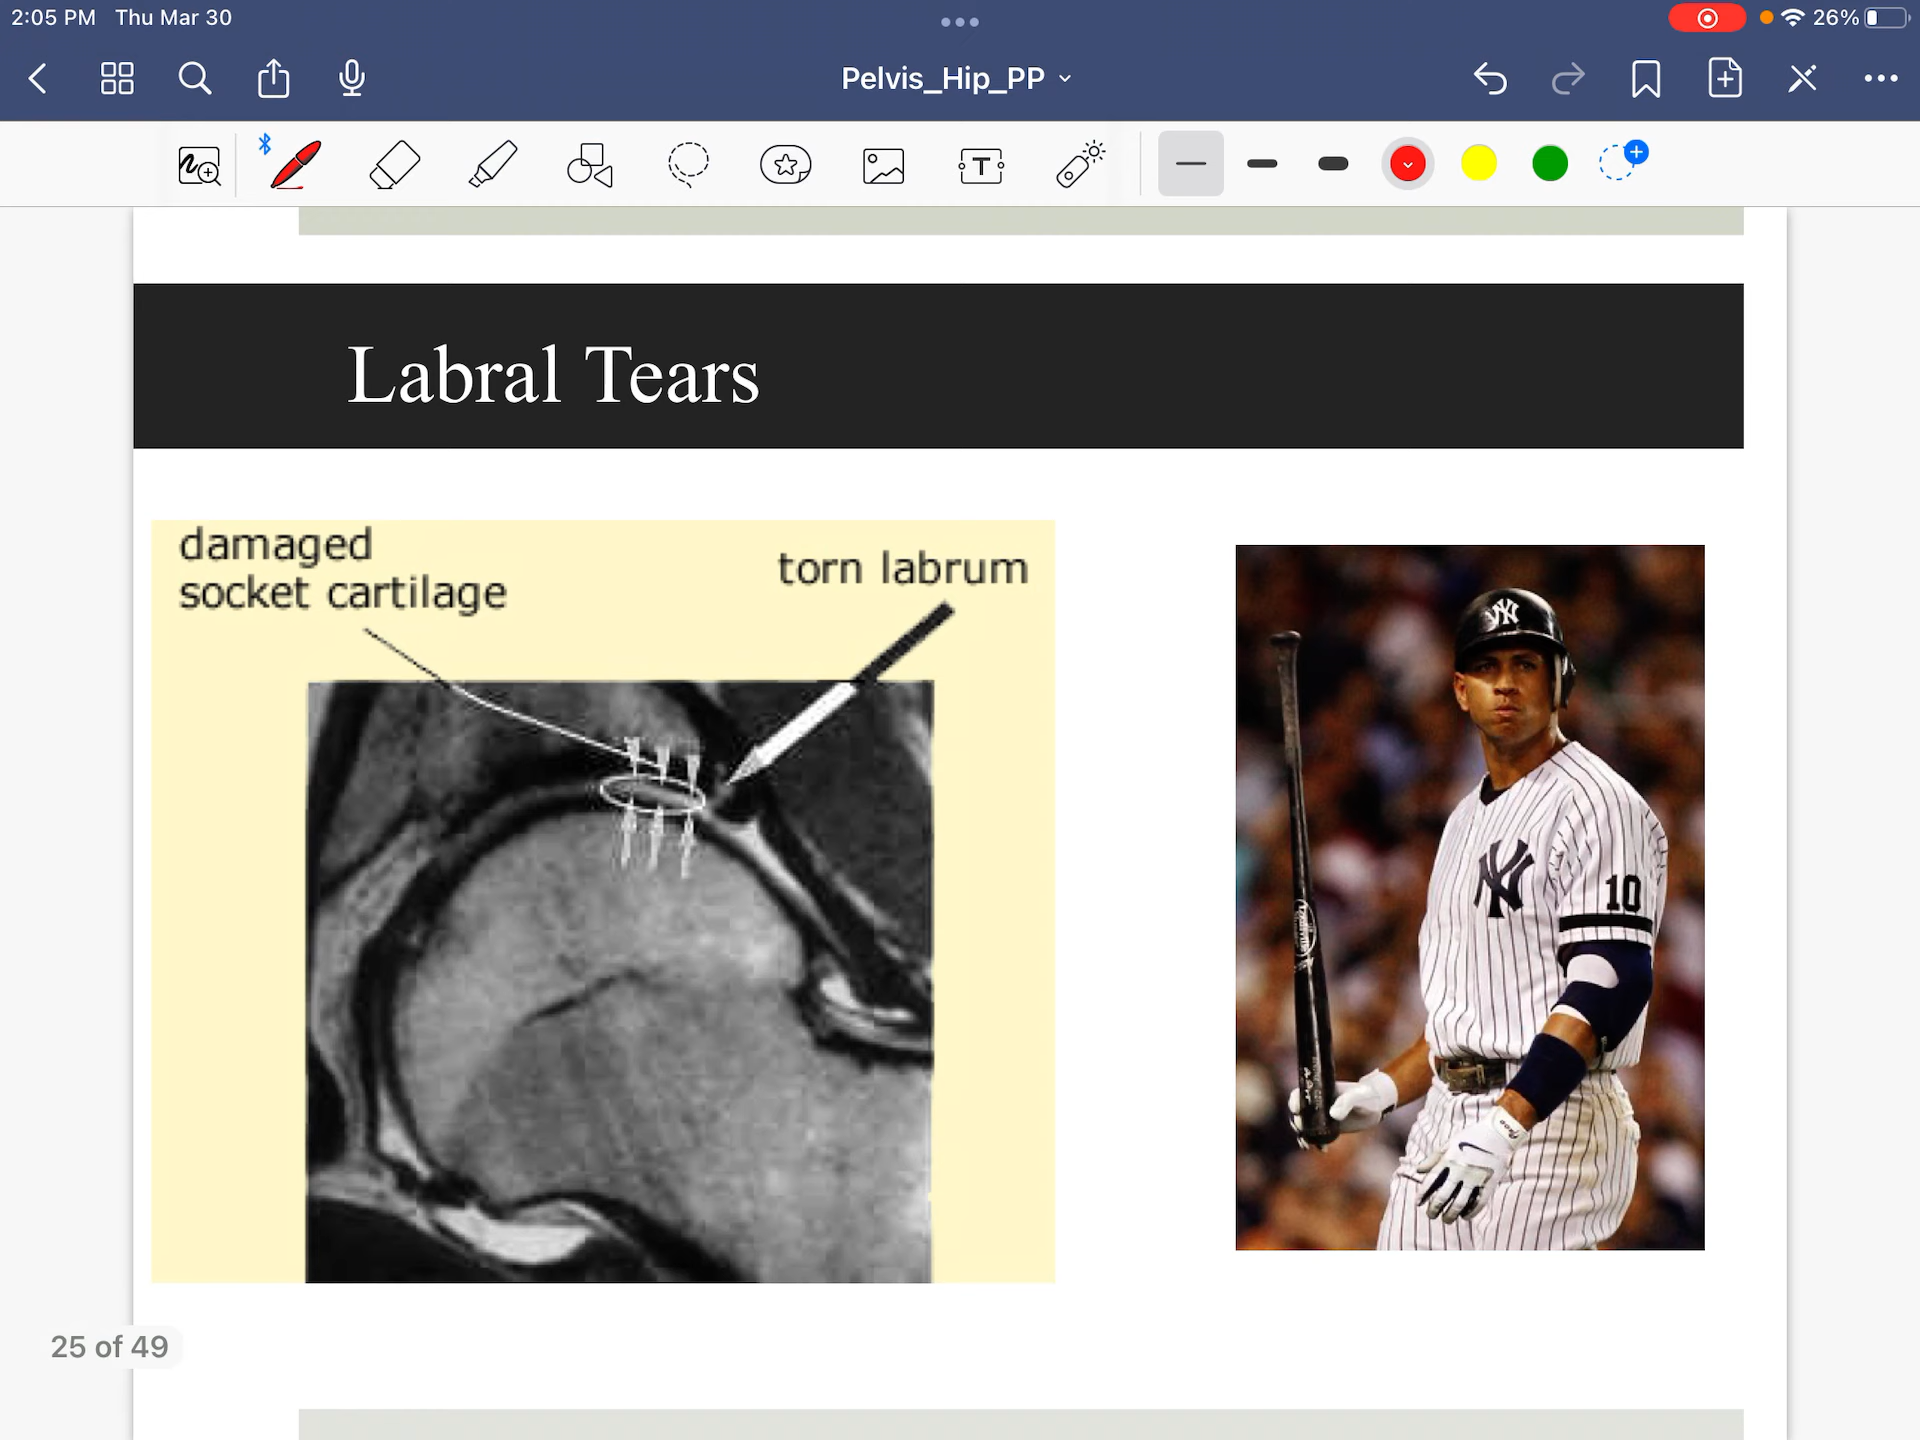 2:05 PM Thu Mar 30
26%
Pelvis_Hip_PP
T
Labral Tears
damaged
socket cartilage
torn labrum
NY
NY
10
25 of 49